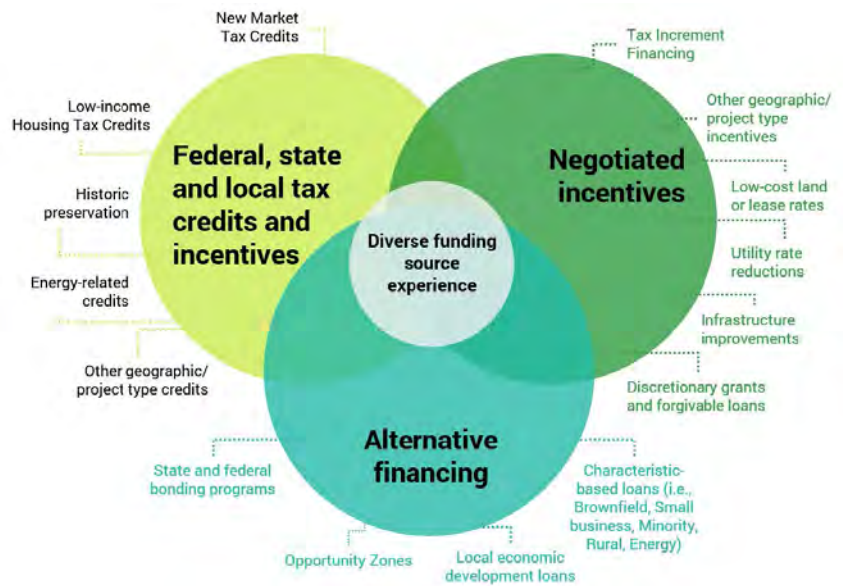 New Market
Tax Credits
Low-income
Housing Tax Credits
Historic
preservation
Energy-related
credits
Other geographic/
project type credits
Federal, state
and local tax
credits and
incentives
Tax Increment
Financing
Other geographic/
project type
incentives
Low-cost land
or lease rates
Utility rate
reductions
Infrastructure
improvements
Discretionary grants
and forgivable loans
Negotiated
incentives
Diverse funding
source
experience
Alternative
financing
State and federal
bonding programs
Opportunity Zones
Local economic
development loans
Characteristic-
based loans (i.e.,
Brownfield, Small
business, Minority,
Rural, Energy)